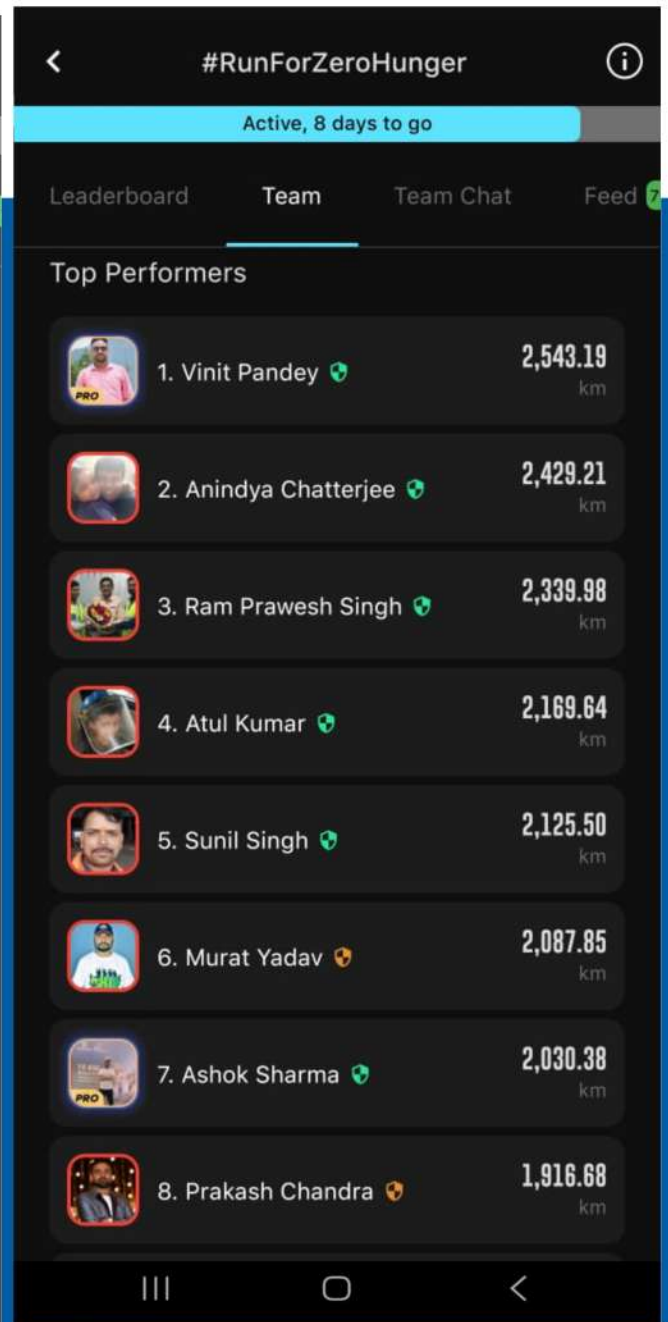 #RunForZeroHunger
Active, 8 days to go
Leaderboard Team Team Chat Feed 7
Top Performers
PRO
1. Vinit Pandey 2,543.19
km
2. Anindya Chatterjee 2,429.21
km
3. Ram Prawesh Singh 2,339.98
km
4. Atul Kumar 2,169.64
km
5. Sunil Singh 2,125.50
km
6. Murat Yadav 2,087.85
km
7. Ashok Sharma 2,030.38
PRO km
8. Prakash Chandra 1,916.68
km